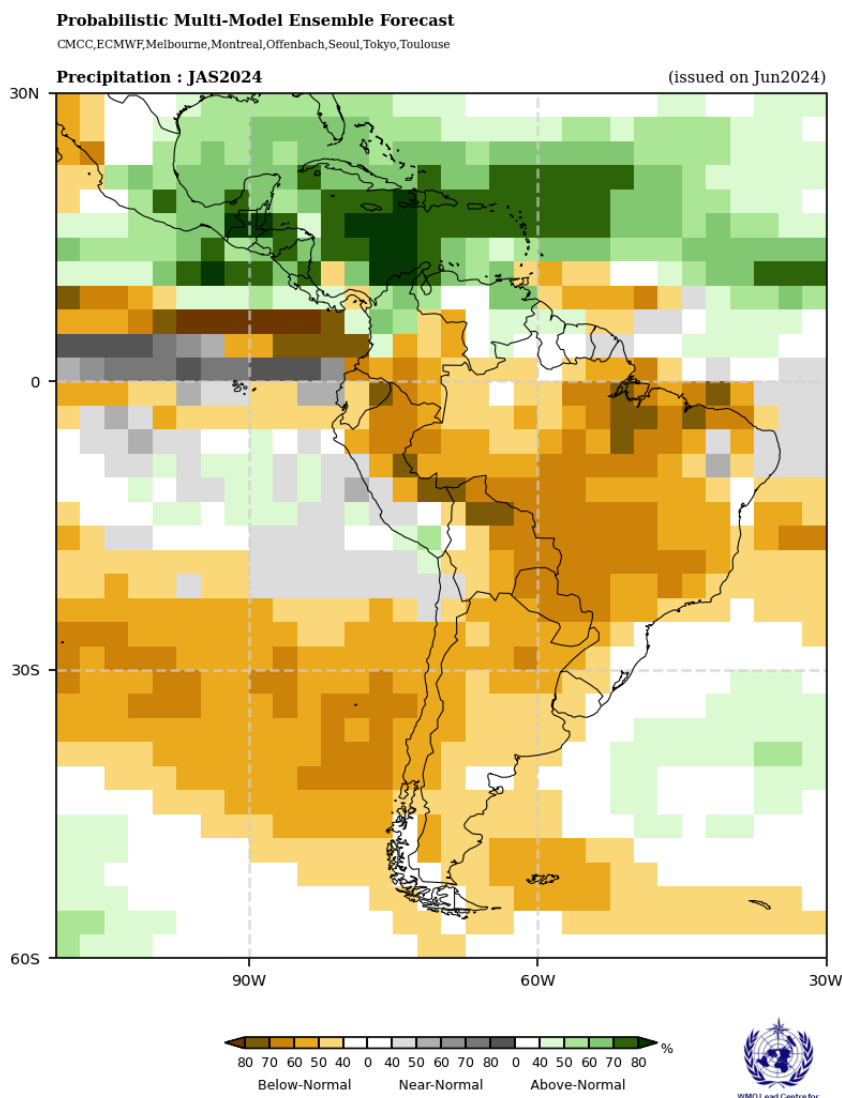 Probabilistic Multi-Model Ensemble Forecast
CMCC,ECMWF,Melbourne,Montreal,Offenbach,Seoul,Tokyo,Toulouse
Precipitation : JAS2024 (issued on Jun2024)
30N
0
30S
60S
90W 60W 30W
80 70 60 50 40 0 40 50 60 70 80 0 40 50 60 70 80 %
Below-Normal Near-Normal Above-Normal
WMO Lead Centre for